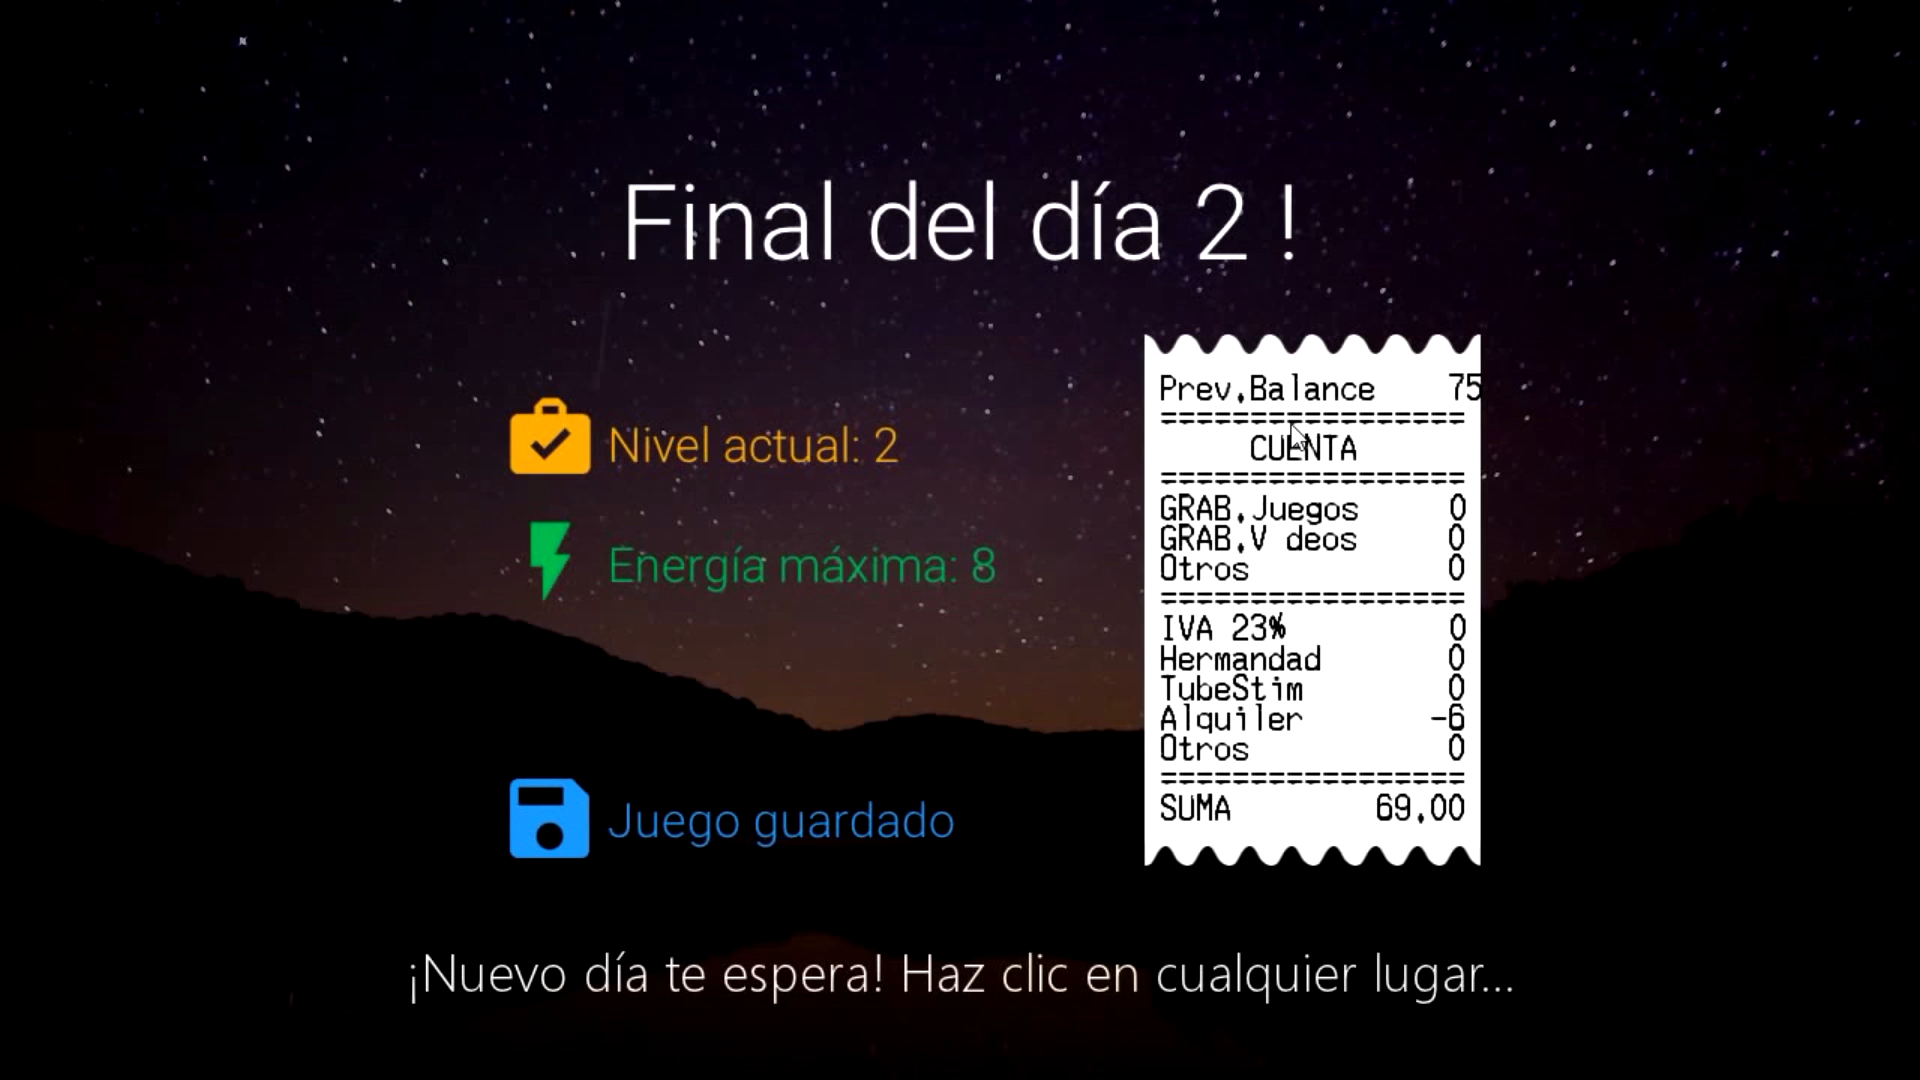 Final del día 2 !
Nivel actual: 2
Energía máxima: 8
Juego guardado
Prev.Balance 75
=================
CUENTA
=================
GRAB.Juegos 0
GRAB.V deos 0
Otros 0
=================
IVA 23% 0
Hermandad 0
TubeStim 0
Alquiler -6
Otros 0
=================
SUMA 69.00
¡Nuevo día te espera! Haz clic en cualquier lugar...